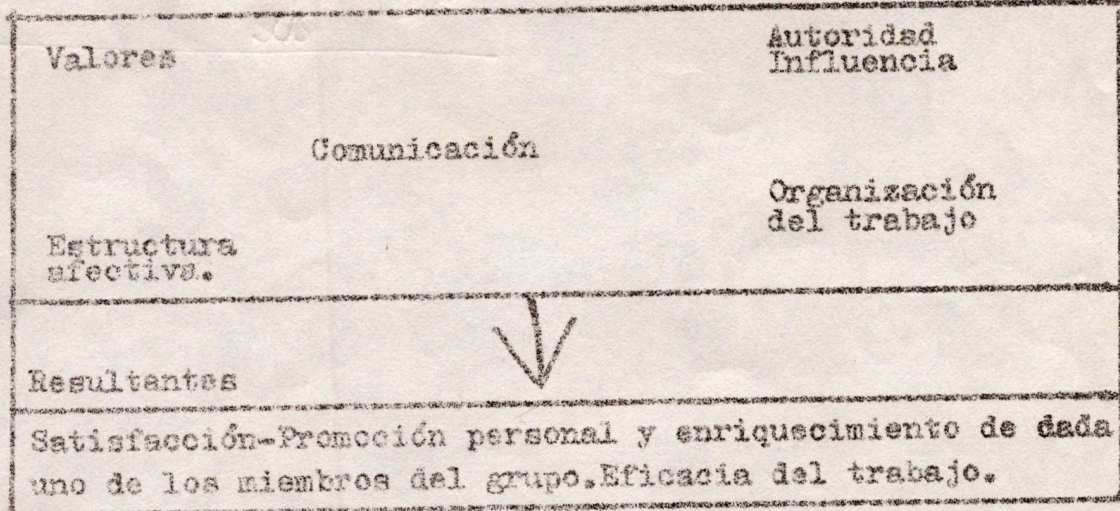 Valores
Autoridad
Influencia
Comunicación
Organización
del trabajo
Estructura
afectiva.
Resultantes
Satisfacción-Promoción personal y enriquecimiento de dada
uno de los miembros del grupo.Eficacia del trabajo.